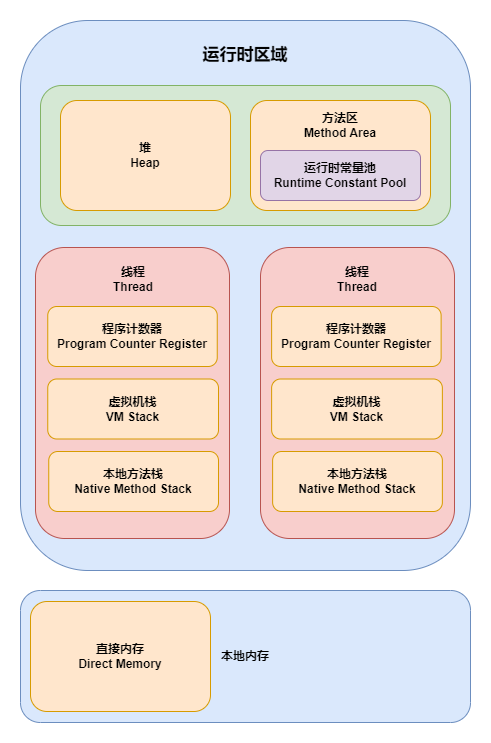 运行时区域
堆
Heap
方法区
Method Area
运行时常量池
Runtime Constant Pool
线程
Thread
程序计数器
Program Counter Register
虚拟机栈
VM Stack
本地方法栈
Native Method Stack
线程
Thread
程序计数器
Program Counter Register
虚拟机栈
VM Stack
本地方法栈
Native Method Stack
直接内存
Direct Memory
本地内存